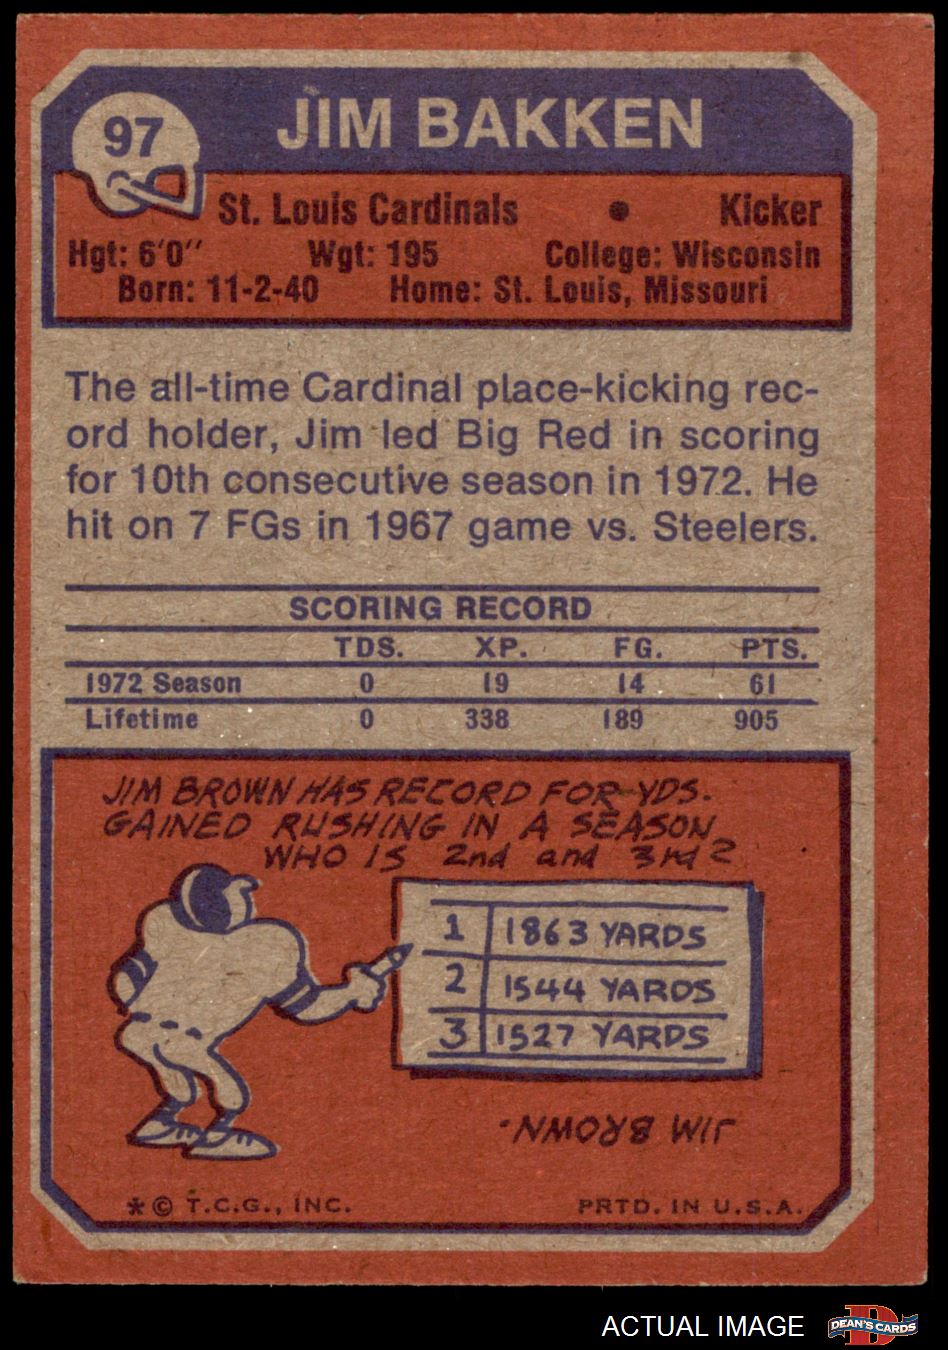 97
JIM BAKKEN
St. Louis Cardinals • Kicker
Hgt: 6'0" Wgt: 195 College: Wisconsin
Born: 11-2-40 Home: St. Louis, Missouri
The all-time Cardinal place-kicking rec-
ord holder, Jim led Big Red in scoring
for 10th consecutive season in 1972. He
hit on 7 FGs in 1967 game vs. Steelers.
SCORING RECORD
TDS. XP. FG. PTS.
1972 Season 0 19 14 61
Lifetime 0 338 189 905
JIM BROWN HAS RECORD FOR YDS.
GAINED RUSHING IN A SEASON
WHO IS 2nd and 3rd?
1 1863 YARDS
2 1544 YARDS
3 1527 YARDS
JIM BROWN.
* © T.C.G., INC. PRTD. IN U.S.A.
ACTUAL IMAGE
DEAN'S CARDS